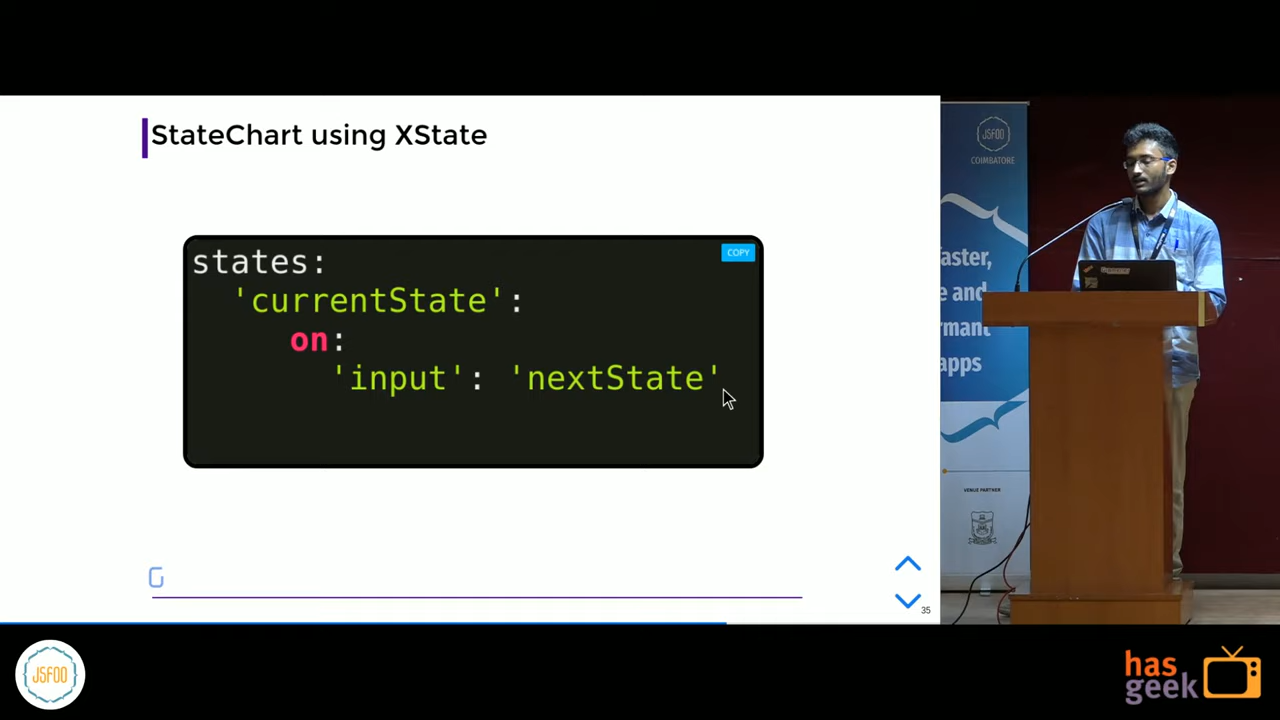 StateChart using XState
states:
'currentState':
on:
'input': 'nextState'
COPY
35
JSFOO
COIMBATORE
faster,
e and
rmant
apps
VENUE PARTNER
JSFOO
has
geek